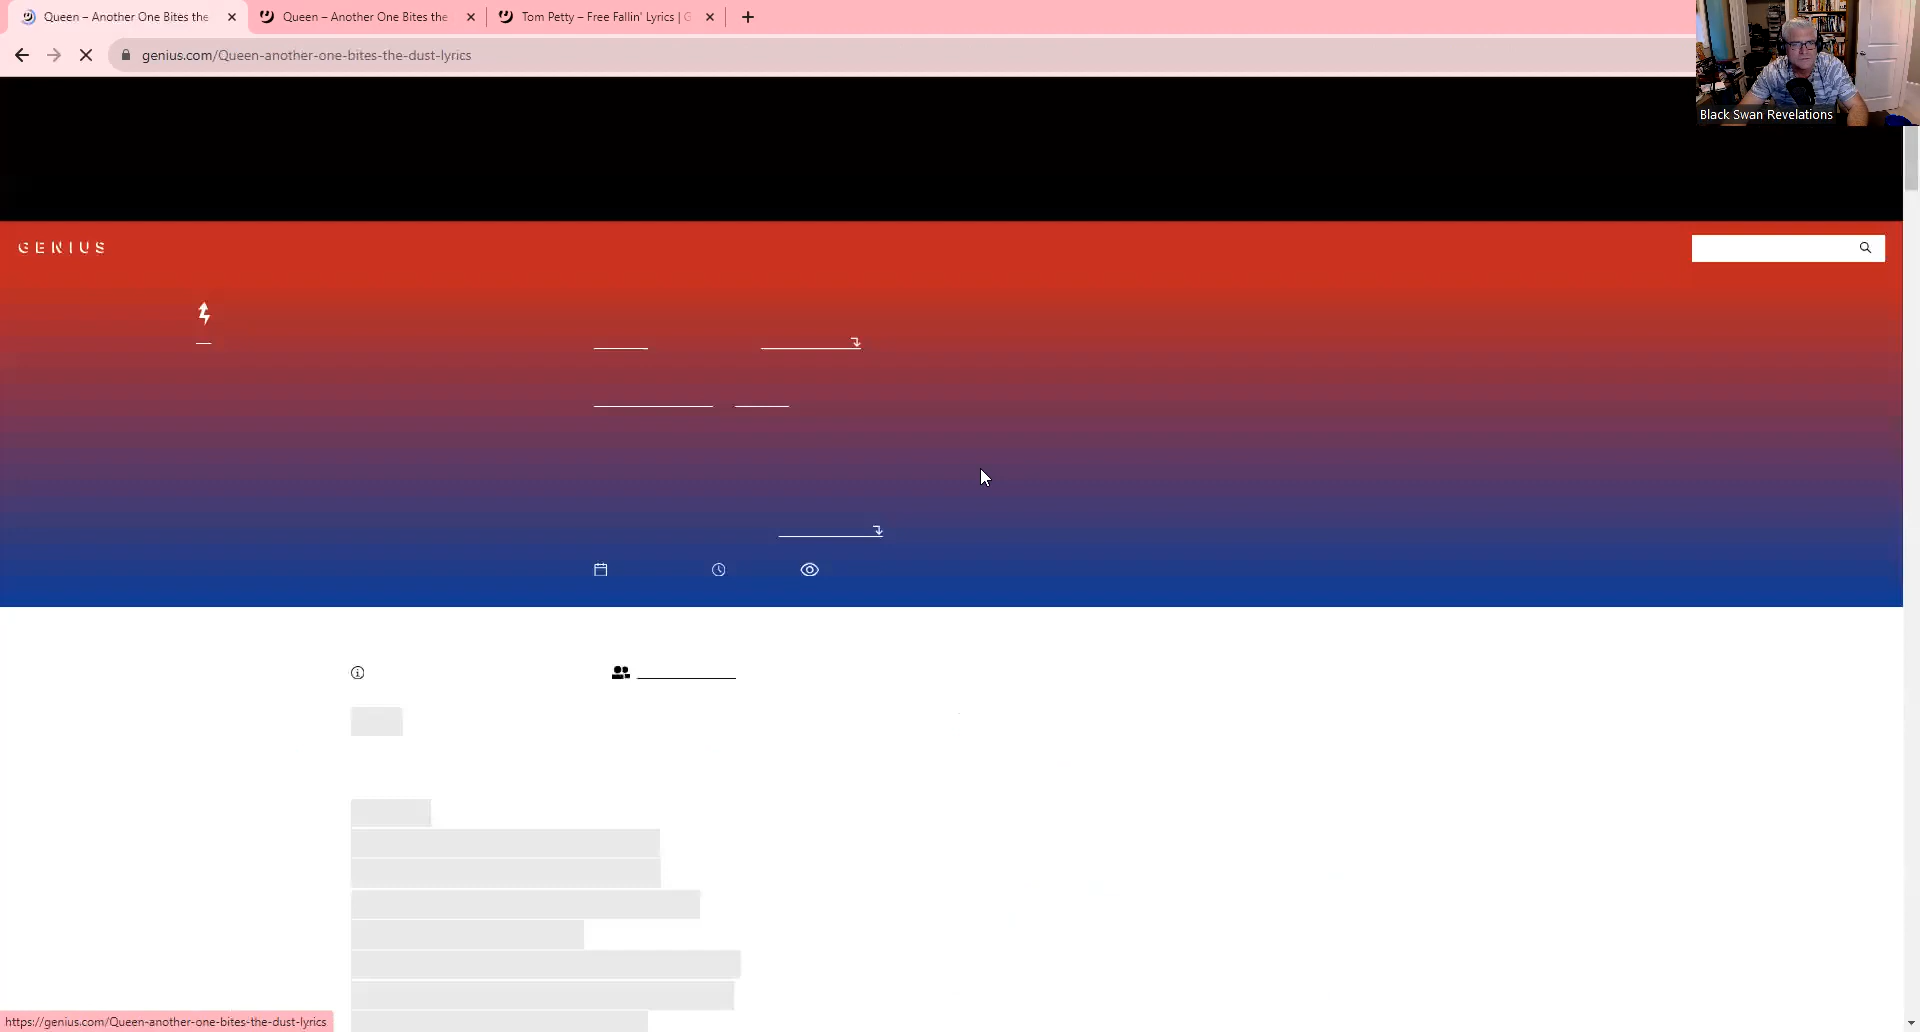 Queen – Another One Bites the
Queen – Another One Bites the
Tom Petty – Free Fallin' Lyrics | G
genius.com/Queen-another-one-bites-the-dust-lyrics
Black Swan Revelations
GENIUS
https://genius.com/Queen-another-one-bites-the-dust-lyrics